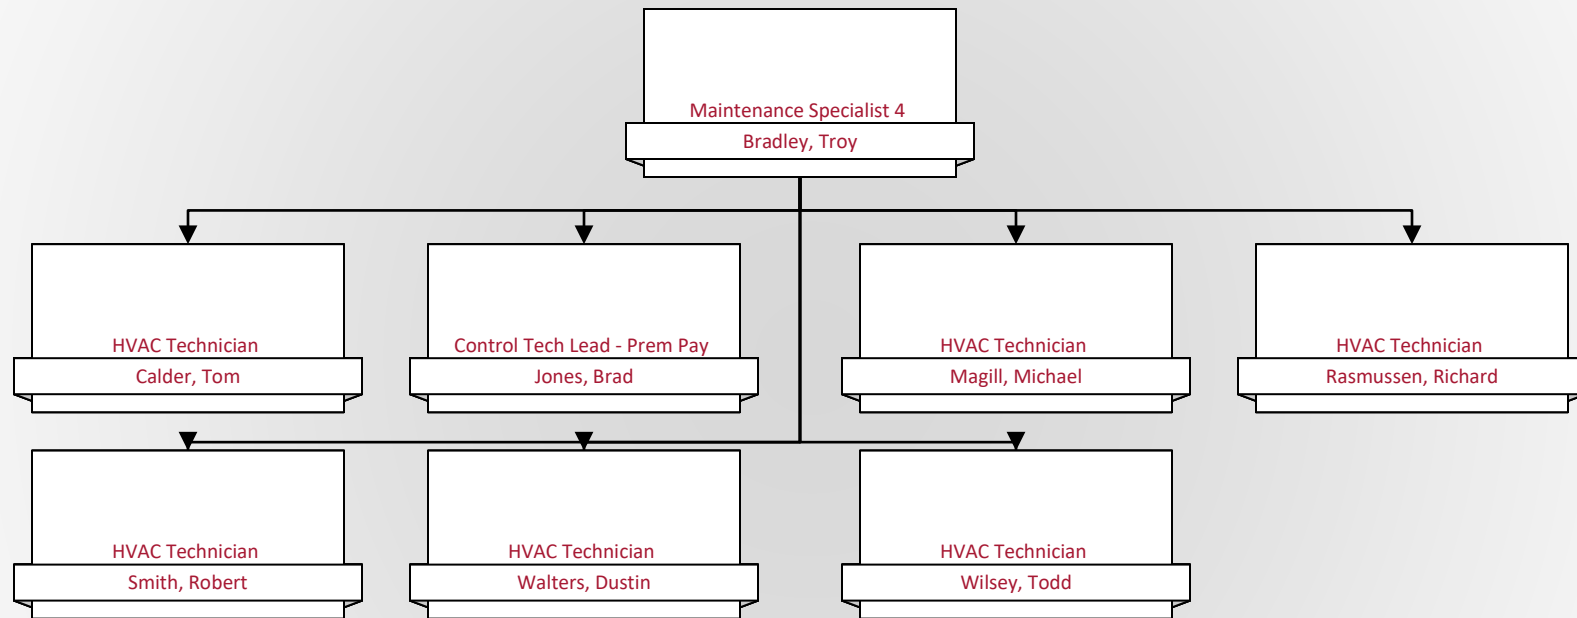 Maintenance Specialist 4
Bradley, Troy
HVAC Technician
Calder, Tom
Control Tech Lead - Prem Pay
Jones, Brad
HVAC Technician
Magill, Michael
HVAC Technician
Rasmussen, Richard
HVAC Technician
Smith, Robert
HVAC Technician
Walters, Dustin
HVAC Technician
Wilsey, Todd